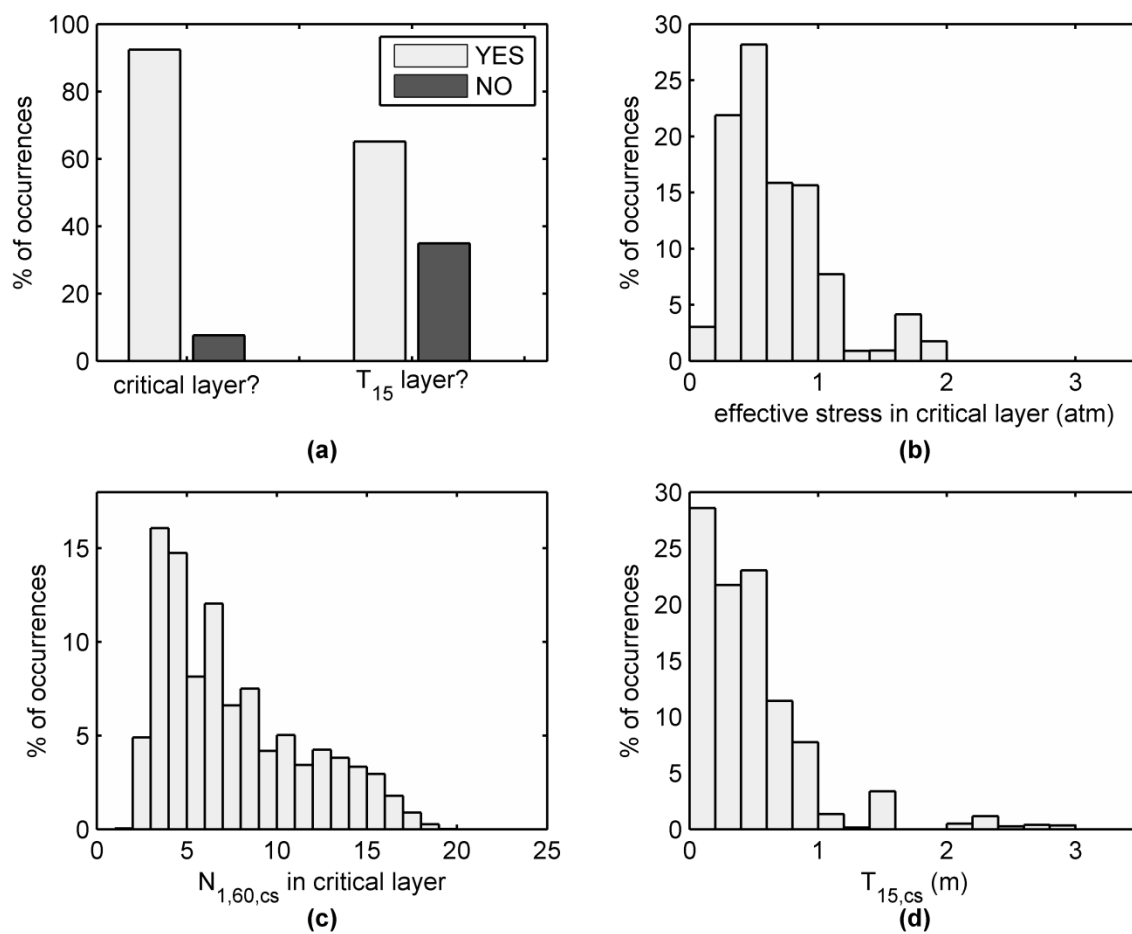 100
80
60
40
20
0
% of occurrences
YES
NO
critical layer?
T15 layer?
(a)
30
25
20
15
10
5
0
% of occurrences
0 1 2 3
effective stress in critical layer (atm)
(b)
15
10
5
0
% of occurrences
0 5 10 15 20 25
N1,60,cs in critical layer
(c)
30
25
20
15
10
5
0
% of occurrences
0 1 2 3
T15,cs (m)
(d)